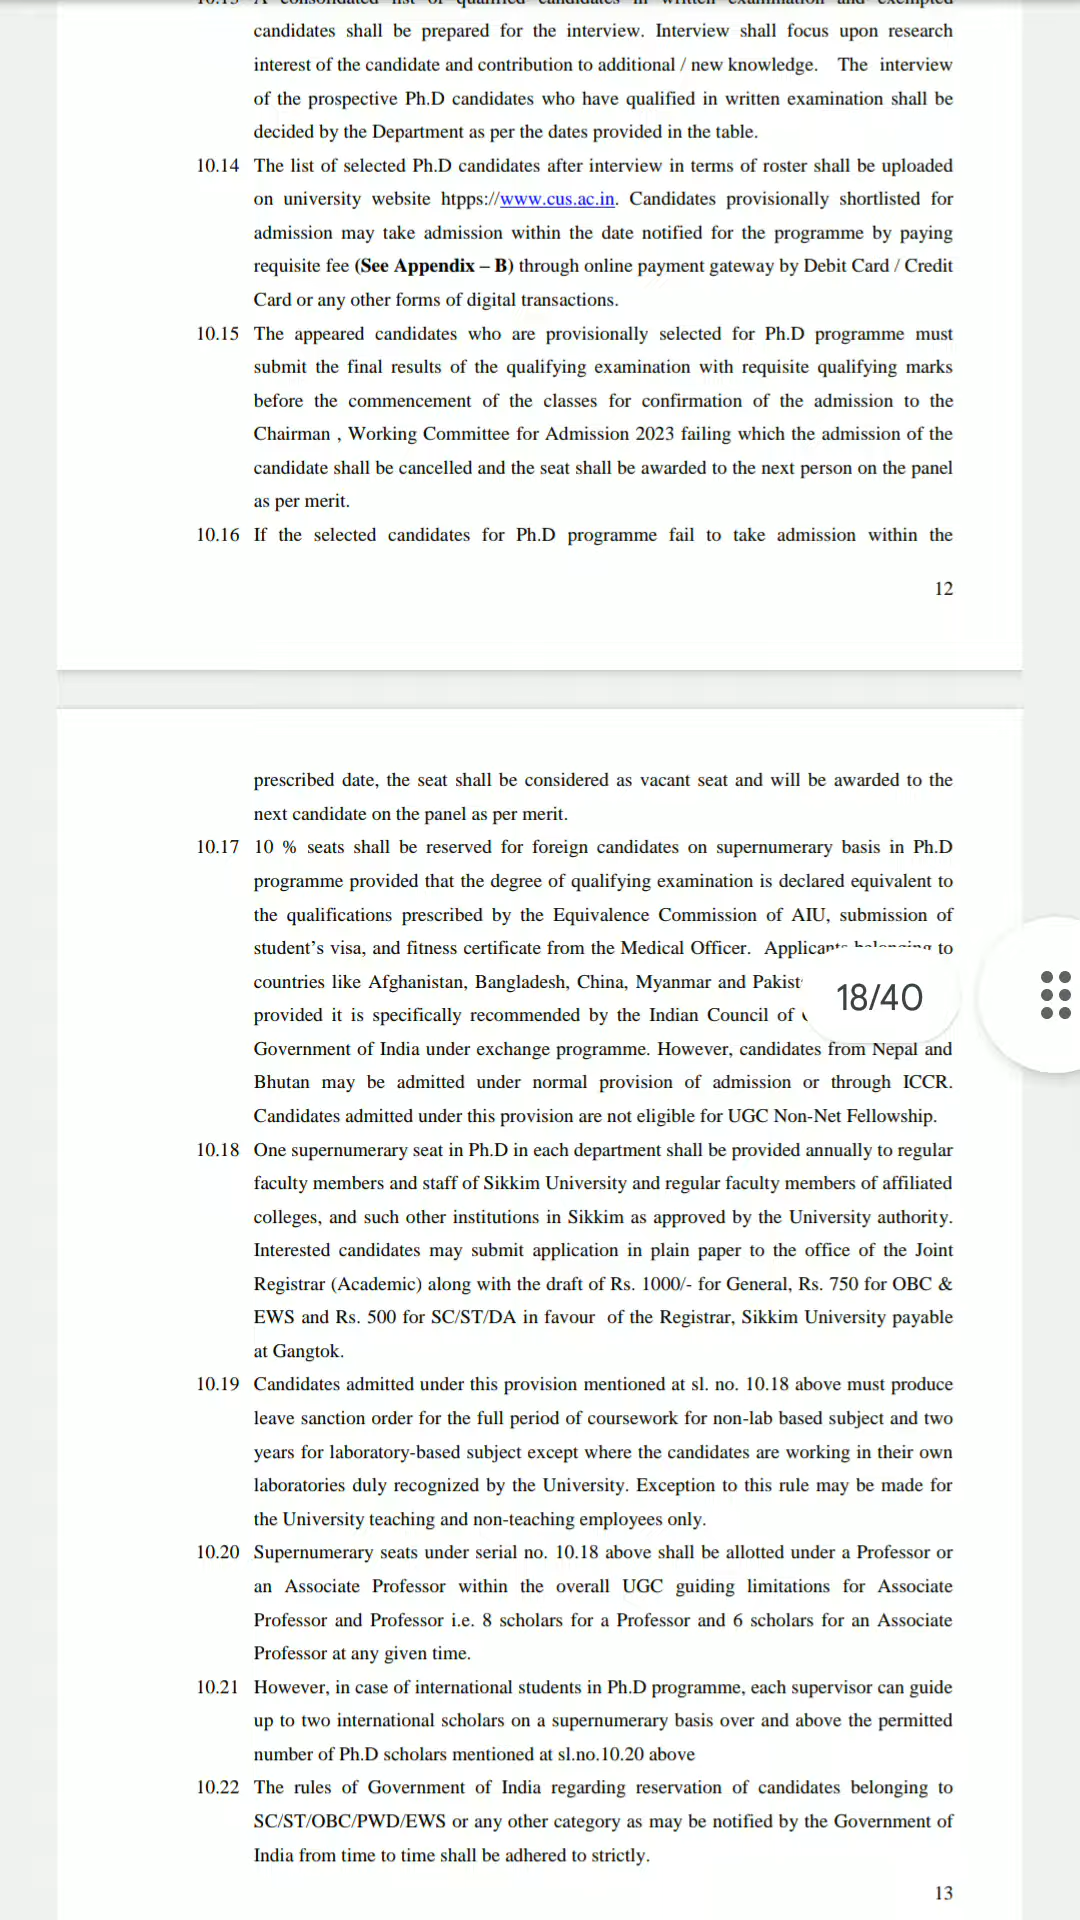 candidates shall be prepared for the interview. Interview shall focus upon research
interest of the candidate and contribution to additional / new knowledge. The interview
of the prospective Ph.D candidates who have qualified in written examination shall be
decided by the Department as per the dates provided in the table.
10.14 The list of selected Ph.D candidates after interview in terms of roster shall be uploaded
on university website htpps://www.cus.ac.in. Candidates provisionally shortlisted for
admission may take admission within the date notified for the programme by paying
requisite fee (See Appendix – B) through online payment gateway by Debit Card / Credit
Card or any other forms of digital transactions.
10.15 The appeared candidates who are provisionally selected for Ph.D programme must
submit the final results of the qualifying examination with requisite qualifying marks
before the commencement of the classes for confirmation of the admission to the
Chairman , Working Committee for Admission 2023 failing which the admission of the
candidate shall be cancelled and the seat shall be awarded to the next person on the panel
as per merit.
10.16 If the selected candidates for Ph.D programme fail to take admission within the
12
prescribed date, the seat shall be considered as vacant seat and will be awarded to the
next candidate on the panel as per merit.
10.17 10 % seats shall be reserved for foreign candidates on supernumerary basis in Ph.D
programme provided that the degree of qualifying examination is declared equivalent to
the qualifications prescribed by the Equivalence Commission of AIU, submission of
student's visa, and fitness certificate from the Medical Officer. Applicants belonging to
countries like Afghanistan, Bangladesh, China, Myanmar and
provided it is specifically recommended by the Indian Council of
18/40
Government of India under exchange programme. However, candidates from Nepal and
Bhutan may be admitted under normal provision of admission or through ICCR.
Candidates admitted under this provision are not eligible for UGC Non-Net Fellowship.
10.18 One supernumerary seat in Ph.D in each department shall be provided annually to regular
faculty members and staff of Sikkim University and regular faculty members of affiliated
colleges, and such other institutions in Sikkim as approved by the University authority.
Interested candidates may submit application in plain paper to the office of the Joint
Registrar (Academic) along with the draft of Rs. 1000/- for General, Rs. 750 for OBC &
EWS and Rs. 500 for SC/ST/DA in favour of the Registrar, Sikkim University payable
at Gangtok.
10.19 Candidates admitted under this provision mentioned at sl. no. 10.18 above must produce
leave sanction order for the full period of coursework for non-lab based subject and two
years for laboratory-based subject except where the candidates are working in their own
laboratories duly recognized by the University. Exception to this rule may be made for
the University teaching and non-teaching employees only.
10.20 Supernumerary seats under serial no. 10.18 above shall be allotted under a Professor or
an Associate Professor within the overall UGC guiding limitations for Associate
Professor and Professor i.e. 8 scholars for a Professor and 6 scholars for an Associate
Professor at any given time.
10.21 However, in case of international students in Ph.D programme, each supervisor can guide
up to two international scholars on a supernumerary basis over and above the permitted
number of Ph.D scholars mentioned at sl.no.10.20 above
10.22 The rules of Government of India regarding reservation of candidates belonging to
SC/ST/OBC/PWD/EWS or any other category as may be notified by the Government of
India from time to time shall be adhered to strictly.
13